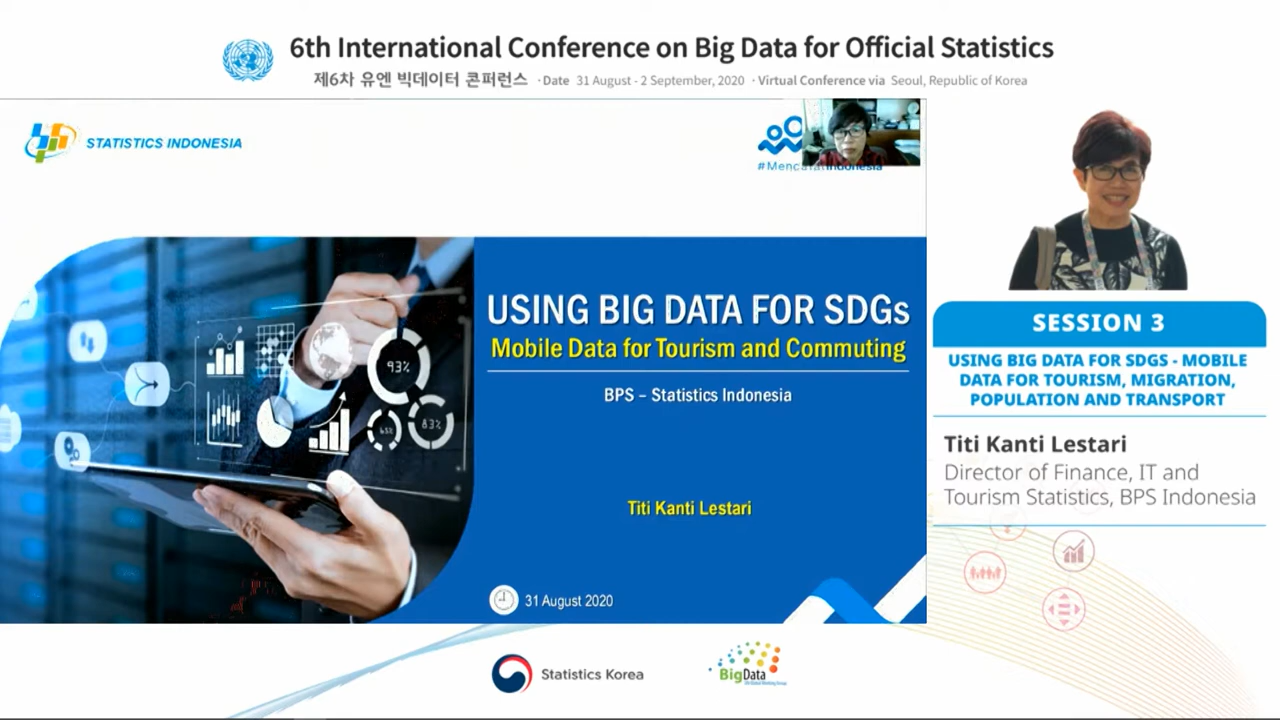 6th International Conference on Big Data for Official Statistics
제6차 유엔 빅데이터 콘퍼런스 · Date 31 August - 2 September, 2020 · Virtual Conference via Seoul, Republic of Korea
STATISTICS INDONESIA
USING BIG DATA FOR SDGs
Mobile Data for Tourism and Commuting
BPS – Statistics Indonesia
Titi Kanti Lestari
31 August 2020
93%
63%
83%
SESSION 3
USING BIG DATA FOR SDGS - MOBILE
DATA FOR TOURISM, MIGRATION,
POPULATION AND TRANSPORT
Titi Kanti Lestari
Director of Finance, IT and
Tourism Statistics, BPS Indonesia
Statistics Korea
BigData